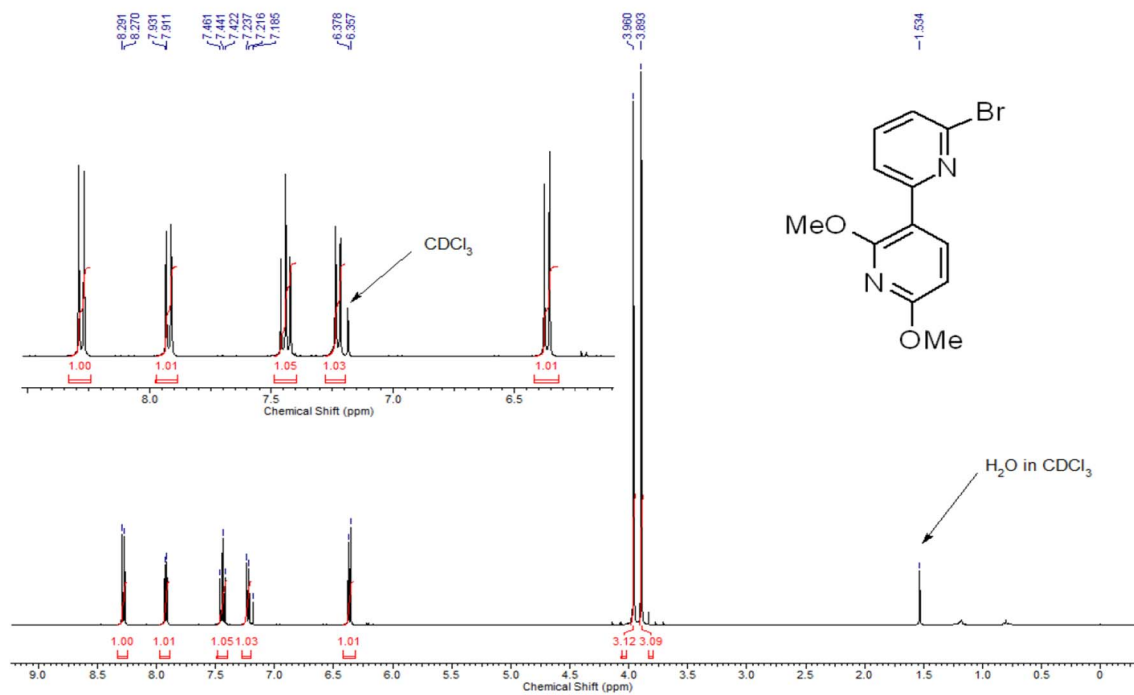 8.291
8.270
7.931
7.911
7.461
7.441
7.422
7.237
7.216
7.185
6.378
6.357
3.960
3.893
1.534
Br
N
MeO
N
OMe
CDCl3
1.00
1.01
1.05
1.03
1.01
8.0 7.5 7.0 6.5
Chemical Shift (ppm)
H2O in CDCl3
1.00 1.01 1.05 1.03 1.01 3.12 3.09
9.0 8.5 8.0 7.5 7.0 6.5 6.0 5.5 5.0 4.5 4.0 3.5 3.0 2.5 2.0 1.5 1.0 0.5 0
Chemical Shift (ppm)